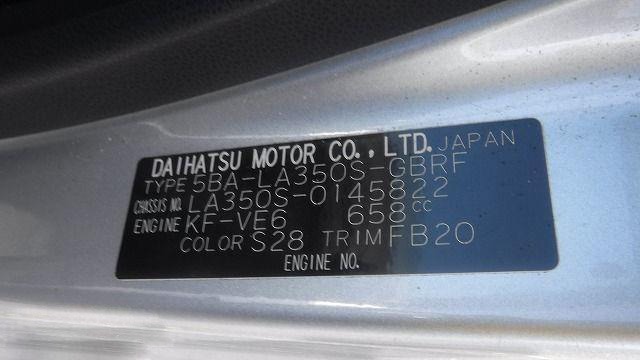 DAIHATSU MOTOR CO., LTD. JAPAN
TYPE 5BA-LA350S-GBRF
CHASSIS NO. LA350S-0145822
ENGINE KF-VE6 658CC
COLOR S28 TRIM FB20
ENGINE NO.